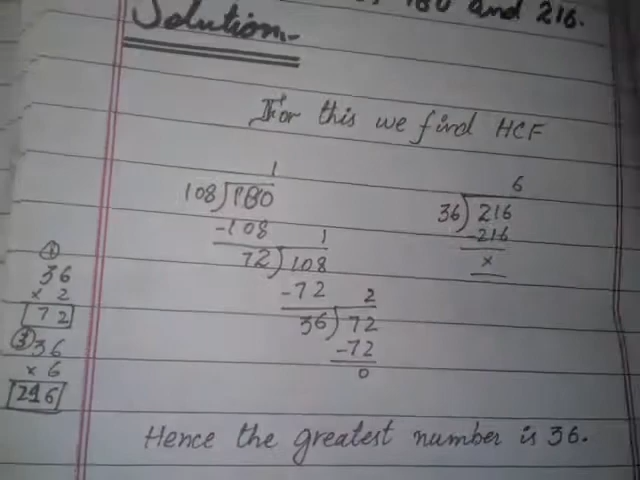 180 and 216.
Solution.-
For this we find HCF
1
108)180
-108 1
72)108
-72 2
36)72
-72
0
6
36)216
-216
x
①
36
x 2
72
②36
x 6
216
Hence the greatest number is 36.